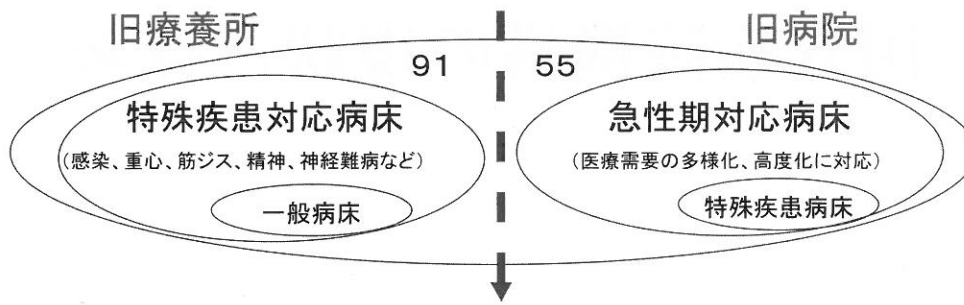 旧療養所
旧病院
91
55
特殊疾患対応病床
(感染、重心、筋ジス、精神、神経難病など)
一般病床
急性期対応病床
(医療需要の多様化、高度化に対応)
特殊疾患病床